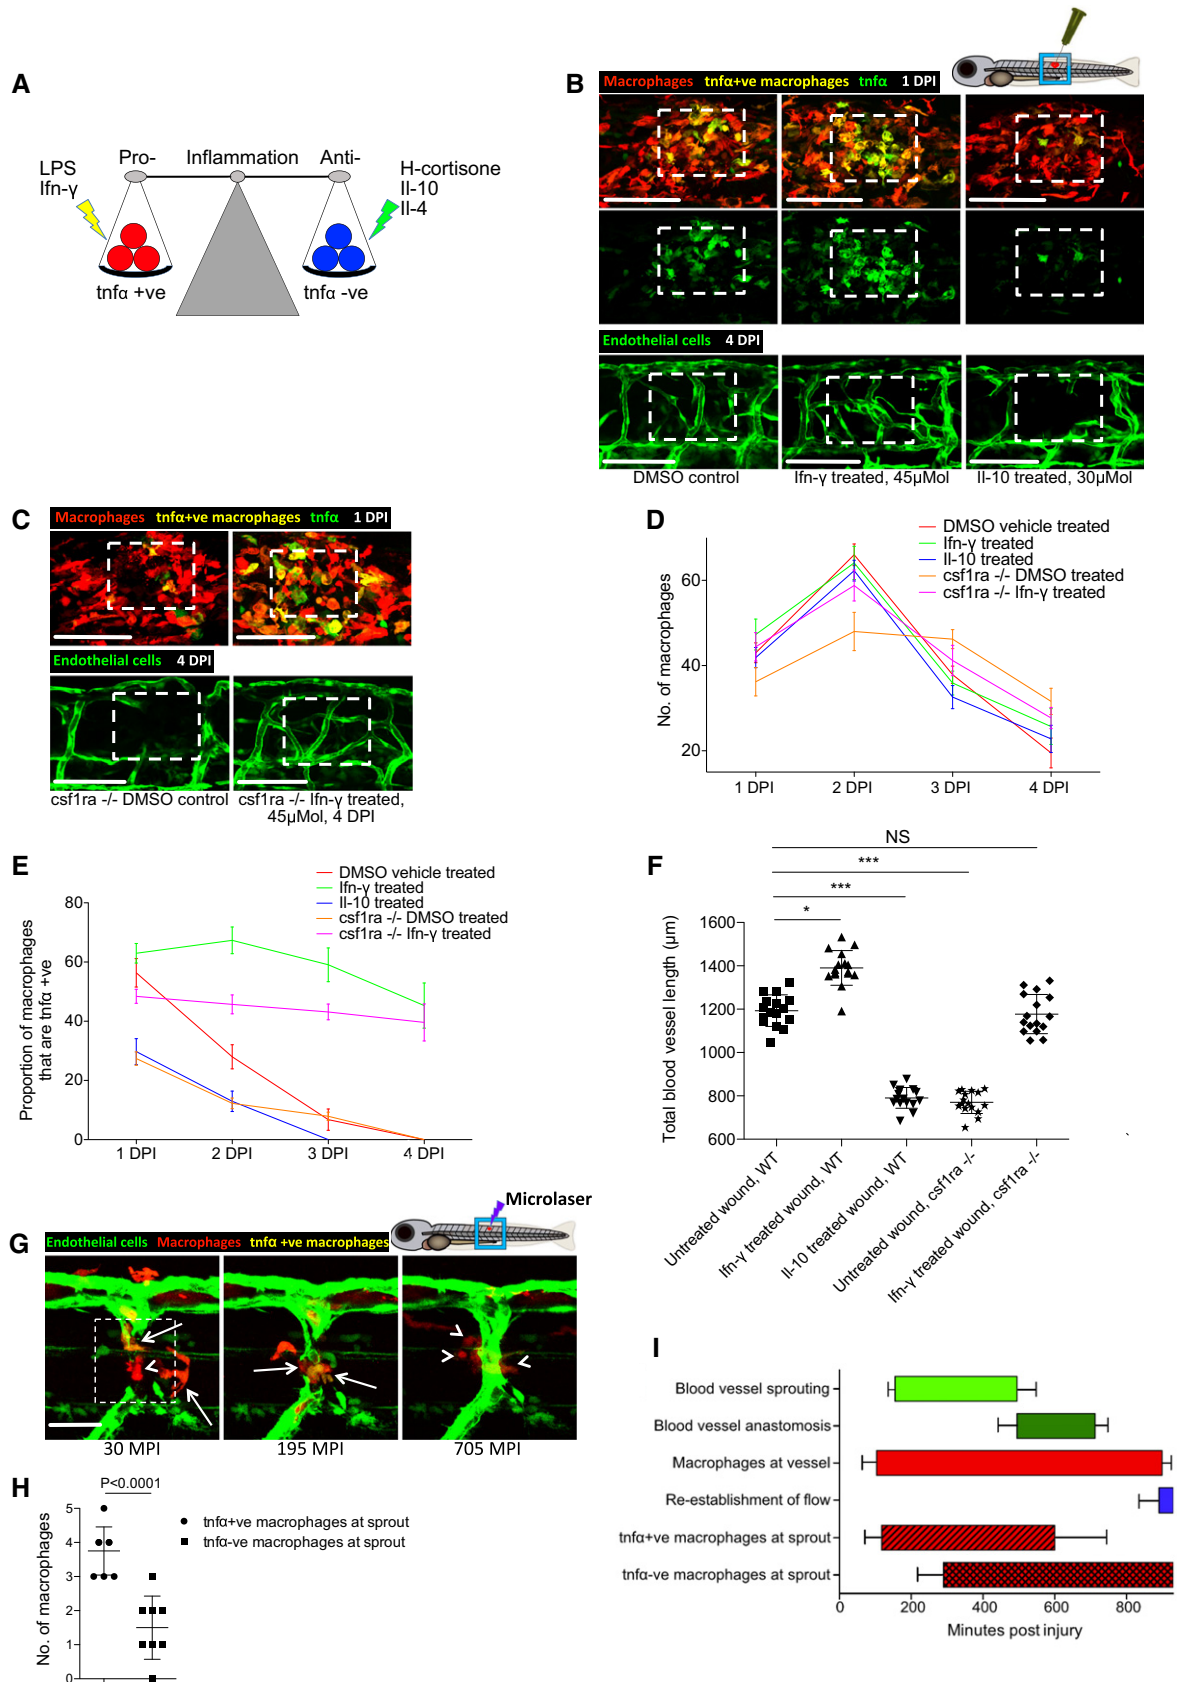 A
Pro-
Inflammation
Anti-
LPS
Ifn-γ
H-cortisone
Il-10
Il-4
tnfα +ve
tnfα -ve
B
Macrophages tnfα+ve macrophages tnfα 1 DPI
Endothelial cells 4 DPI
DMSO control
Ifn-γ treated, 45μMol
Il-10 treated, 30μMol
C
Macrophages tnfα+ve macrophages tnfα 1 DPI
Endothelial cells 4 DPI
csf1ra -/- DMSO control
csf1ra -/- Ifn-γ treated,
45μMol, 4 DPI
D
DMSO vehicle treated
Ifn-γ treated
Il-10 treated
csf1ra -/- DMSO treated
csf1ra -/- Ifn-γ treated
No. of macrophages
60
40
20
1 DPI
2 DPI
3 DPI
4 DPI
E
DMSO vehicle treated
Ifn-γ treated
Il-10 treated
csf1ra -/- DMSO treated
csf1ra -/- Ifn-γ treated
Proportion of macrophages
that are tnfα +ve
80
60
40
20
0
1 DPI
2 DPI
3 DPI
4 DPI
F
NS
***
***
*
Total blood vessel length (μm)
1600
1400
1200
1000
800
600
Untreated wound, WT
Ifn-γ treated wound, WT
Il-10 treated wound, WT
Untreated wound, csf1ra -/-
Ifn-γ treated wound, csf1ra -/-
G
Microlaser
Endothelial cells Macrophages tnfα +ve macrophages
30 MPI
195 MPI
705 MPI
H
P<0.0001
No. of macrophages
5
4
3
2
1
0
tnfα+ve macrophages at sprout
tnfα-ve macrophages at sprout
I
Blood vessel sprouting
Blood vessel anastomosis
Macrophages at vessel
Re-establishment of flow
tnfα+ve macrophages at sprout
tnfα-ve macrophages at sprout
0
200
400
600
800
Minutes post injury